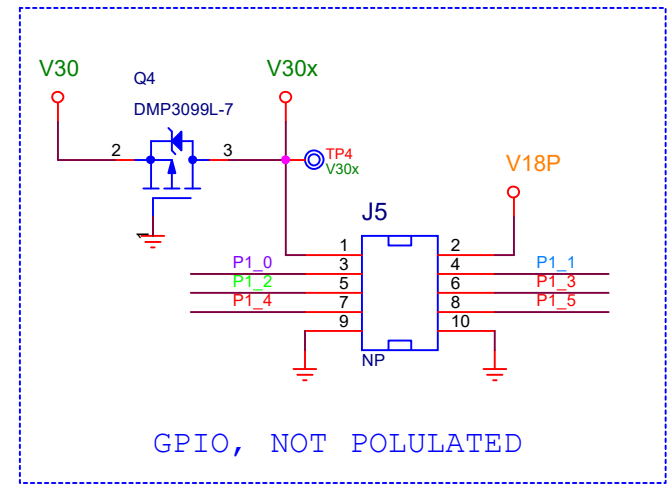 V30
Q4
DMP3099L-7
V30x
2
3
1
TP4
V30x
V18P
J5
1
2
P1_0
3
4
P1_1
P1_2
5
6
P1_3
P1_4
7
8
P1_5
9
10
NP
GPIO, NOT POLULATED